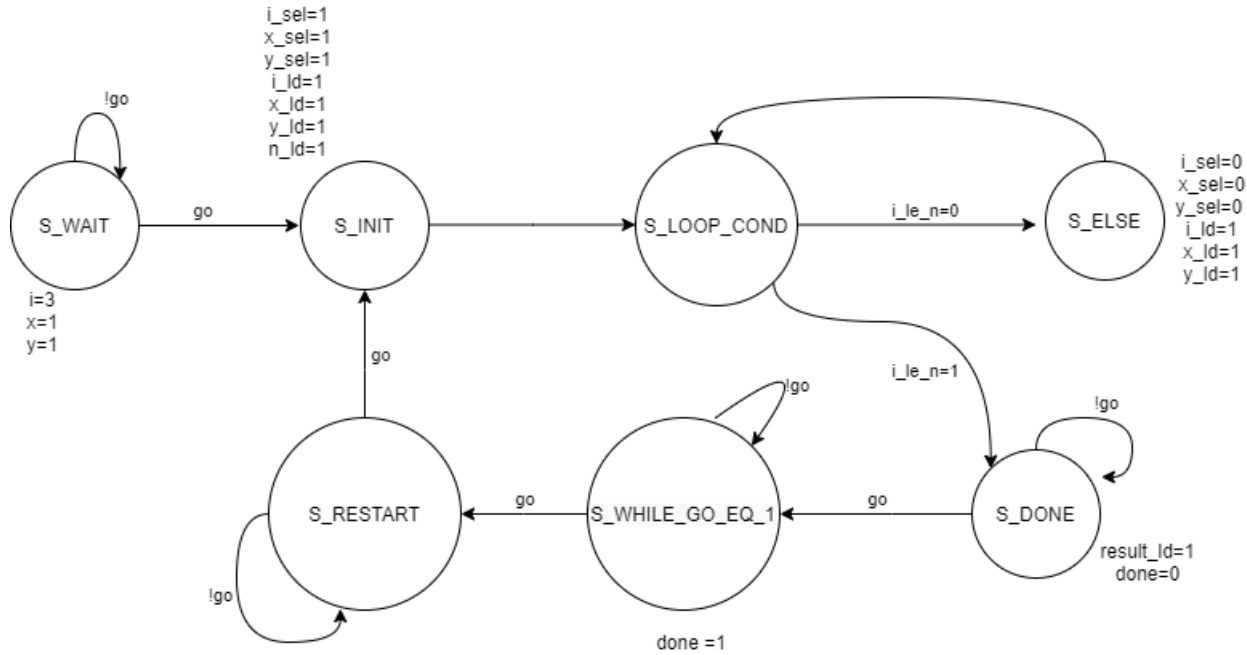 i_sel=1
x_sel=1
y_sel=1
i_ld=1
x_ld=1
y_ld=1
n_ld=1
!go
S_WAIT
go
S_INIT
S_LOOP_COND
i_le_n=0
S_ELSE
i_sel=0
x_sel=0
y_sel=0
i_ld=1
x_ld=1
y_ld=1
i=3
x=1
y=1
go
i_le_n=1
!go
!go
S_RESTART
go
S_WHILE_GO_EQ_1
go
S_DONE
result_ld=1
done=0
!go
done =1